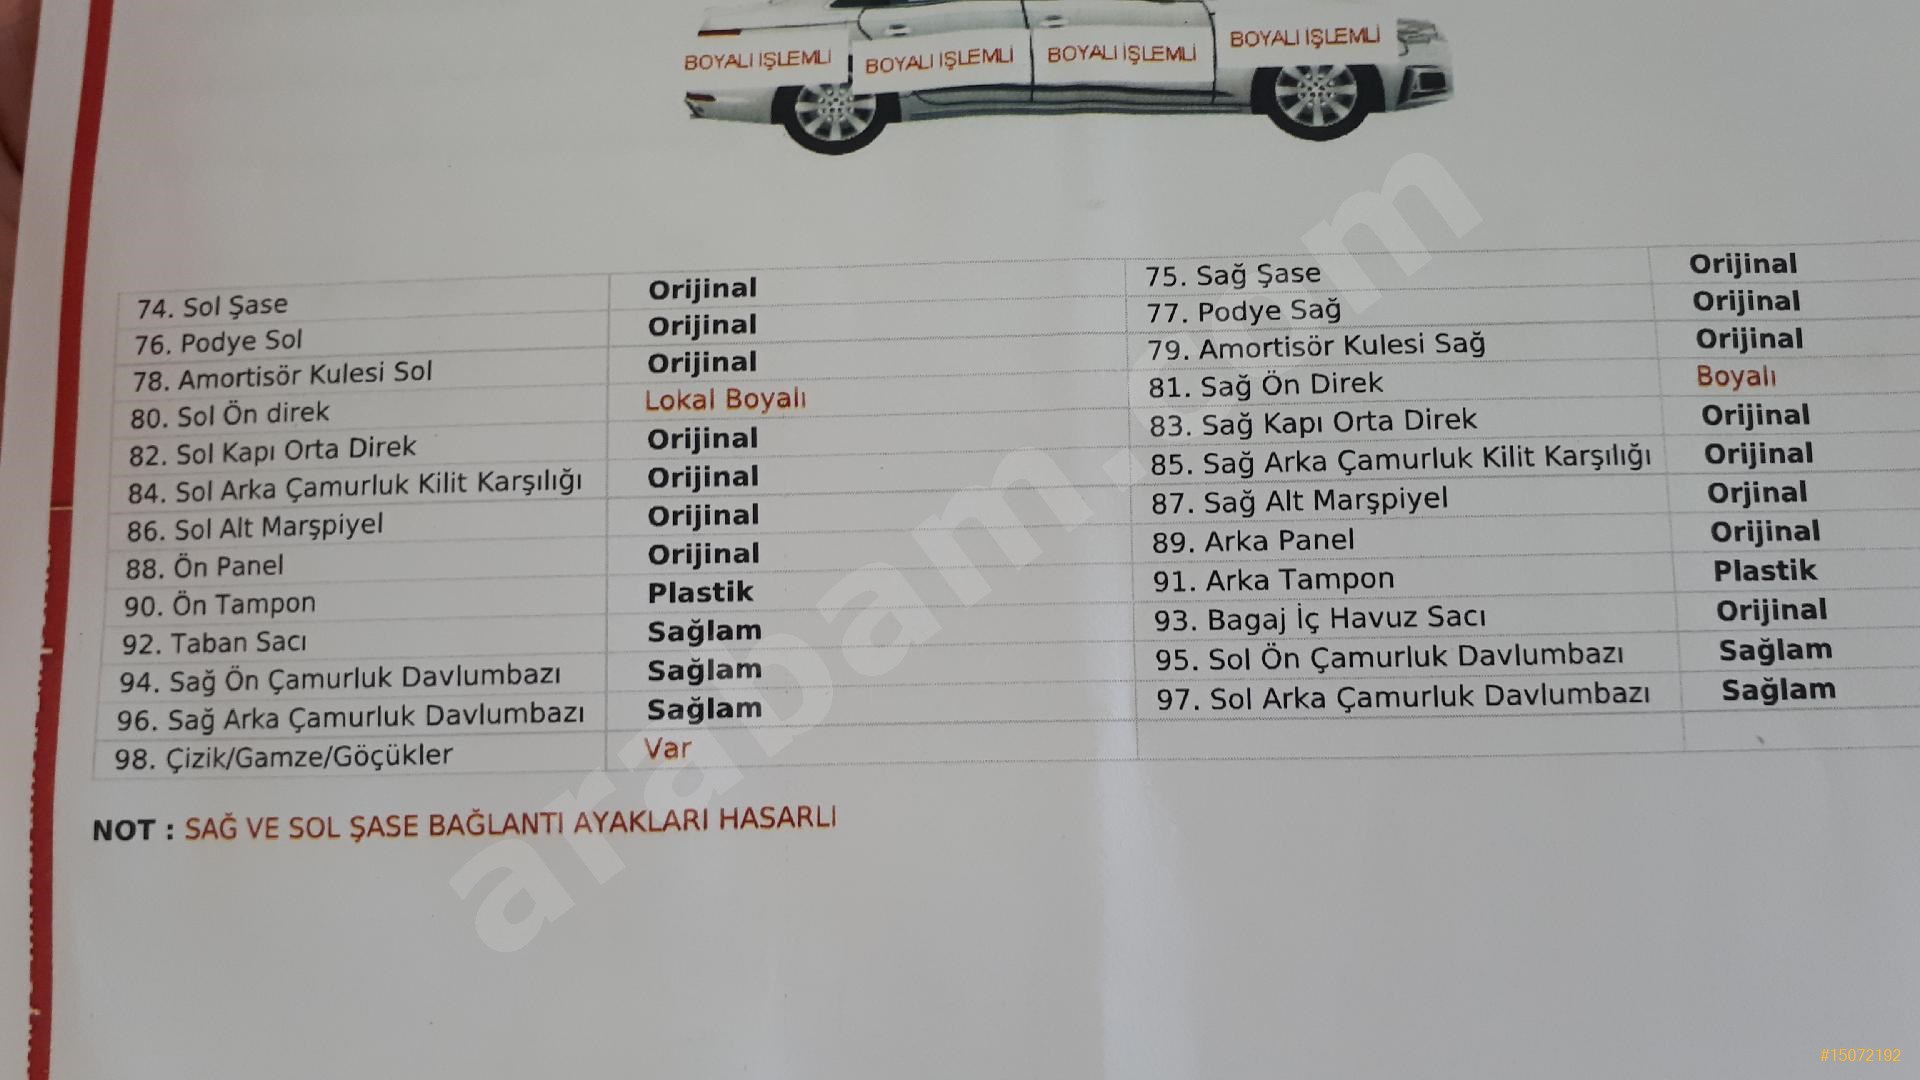 BOYALI İŞLEMLİ BOYALI İŞLEMLİ BOYALI İŞLEMLİ BOYALI İŞLEMLİ
74. Sol Şase Orijinal 75. Sağ Şase Orijinal
76. Podye Sol Orijinal 77. Podye Sağ Orijinal
78. Amortisör Kulesi Sol Orijinal 79. Amortisör Kulesi Sağ Orijinal
80. Sol Ön direk Lokal Boyalı 81. Sağ Ön Direk Boyalı
82. Sol Kapı Orta Direk Orijinal 83. Sağ Kapı Orta Direk Orijinal
84. Sol Arka Çamurluk Kilit Karşılığı Orijinal 85. Sağ Arka Çamurluk Kilit Karşılığı Orijinal
86. Sol Alt Marşpiyel Orijinal 87. Sağ Alt Marşpiyel Orjinal
88. Ön Panel Orijinal 89. Arka Panel Orijinal
90. Ön Tampon Plastik 91. Arka Tampon Plastik
92. Taban Sacı Sağlam 93. Bagaj İç Havuz Sacı Orijinal
94. Sağ Ön Çamurluk Davlumbazı Sağlam 95. Sol Ön Çamurluk Davlumbazı Sağlam
96. Sağ Arka Çamurluk Davlumbazı Sağlam 97. Sol Arka Çamurluk Davlumbazı Sağlam
98. Çizik/Gamze/Göçükler Var
NOT : SAĞ VE SOL ŞASE BAĞLANTI AYAKLARI HASARLI
arabam.com
#15072192